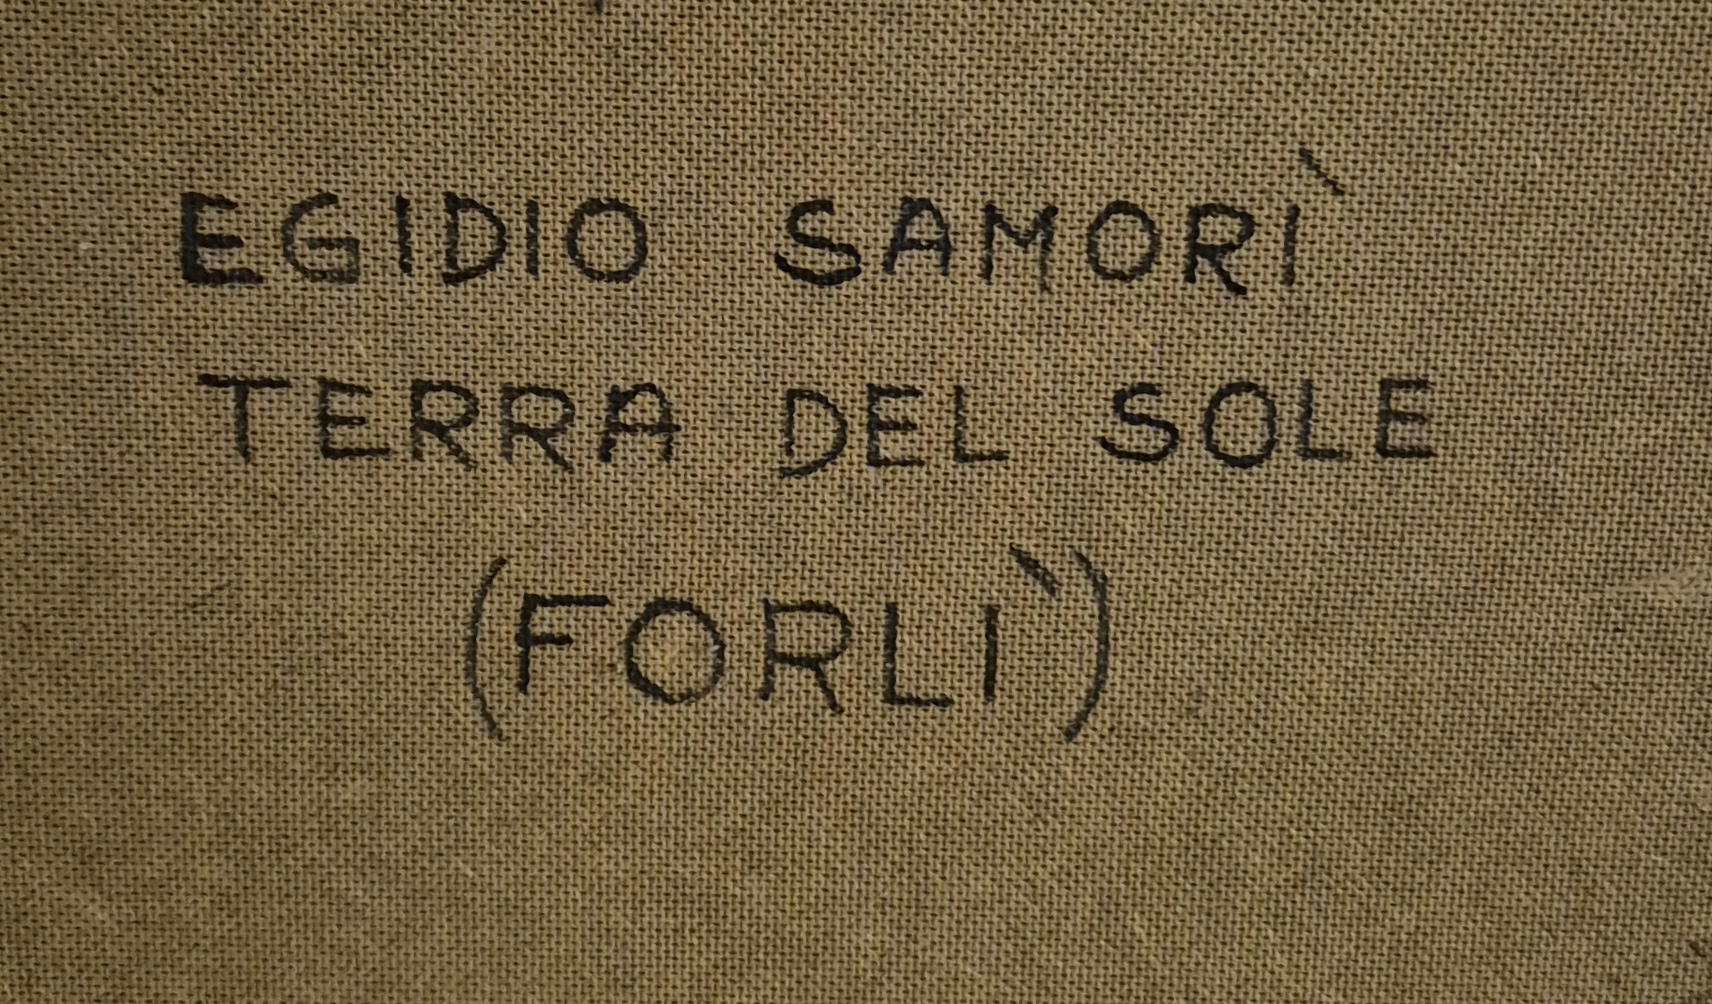 EGIDIO SAMORÌ
TERRA DEL SOLE
(FORLÌ)